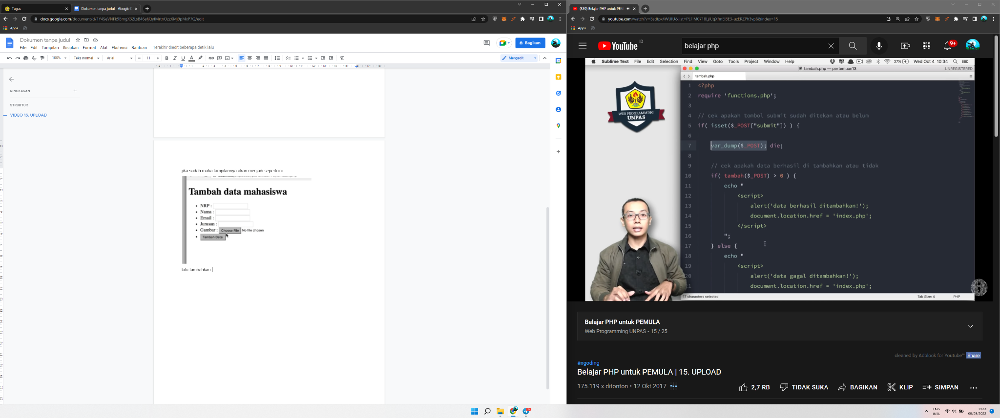 Tugas
Dokumen tanpa judul - Google D
docs.google.com/document/d/1Y4SeVNFk9BmgX32LsB46afjQyfMrtnOzzXMj9pMxP7Q/edit
Apps
Dokumen tanpa judul
File Edit Tampilan Sisipkan Format Alat Ekstensi Bantuan Terakhir diedit beberapa detik lalu
Bagikan
100% Teks normal Arial 11
Mengedit
RINGKASAN
STRUKTUR
VIDEO 15. UPLOAD
jika sudah maka tampilannya akan menjadi seperti ini
Tambah data mahasiswa
NRP :
Nama :
Email :
Jurusan :
Gambar : Choose File No file chosen
Tambah Data!
lalu tambahkan
(339) Belajar PHP untuk PEM
youtube.com/watch?v=Bsdtpx4WUIU&list=PLFIM0718LjIUqXfmEIBE3-uzERZPh3vp6&index=15
Apps
YouTube ID
belajar php
9+
Sublime Text File Edit Selection Find View Goto Tools Project Window Help
37% Wed Oct 4 10:34
tambah.php — pertemuan13
UNREGISTERED
tambah.php
1 <?php
2 require 'functions.php';
3
4 // cek apakah tombol submit sudah ditekan atau belum
5 if( isset($_POST["submit"]) ) {
6
7 var_dump($_POST); die;
8
9 // cek apakah data berhasil di tambahkan atau tidak
10 if( tambah($_POST) > 0 ) {
11 echo "
12 <script>
13 alert('data berhasil ditambahkan!');
14 document.location.href = 'index.php';
15 </script>
16 ";
17 } else {
18 echo "
19 <script>
20 alert('data gagal ditambahkan!');
21 document.location.href = 'index.php';
17 characters selected
Tab Size: 4
PHP
WEB PROGRAMMING
UNPAS
Belajar PHP untuk PEMULA
Web Programming UNPAS - 15 / 25
cleaned by Adblock for Youtube™ Share
#ngoding
Belajar PHP untuk PEMULA | 15. UPLOAD
175.119 x ditonton • 12 Okt 2017
2,7 RB TIDAK SUKA BAGIKAN KLIP SIMPAN
ENG
INTL
19:33
09/05/2022